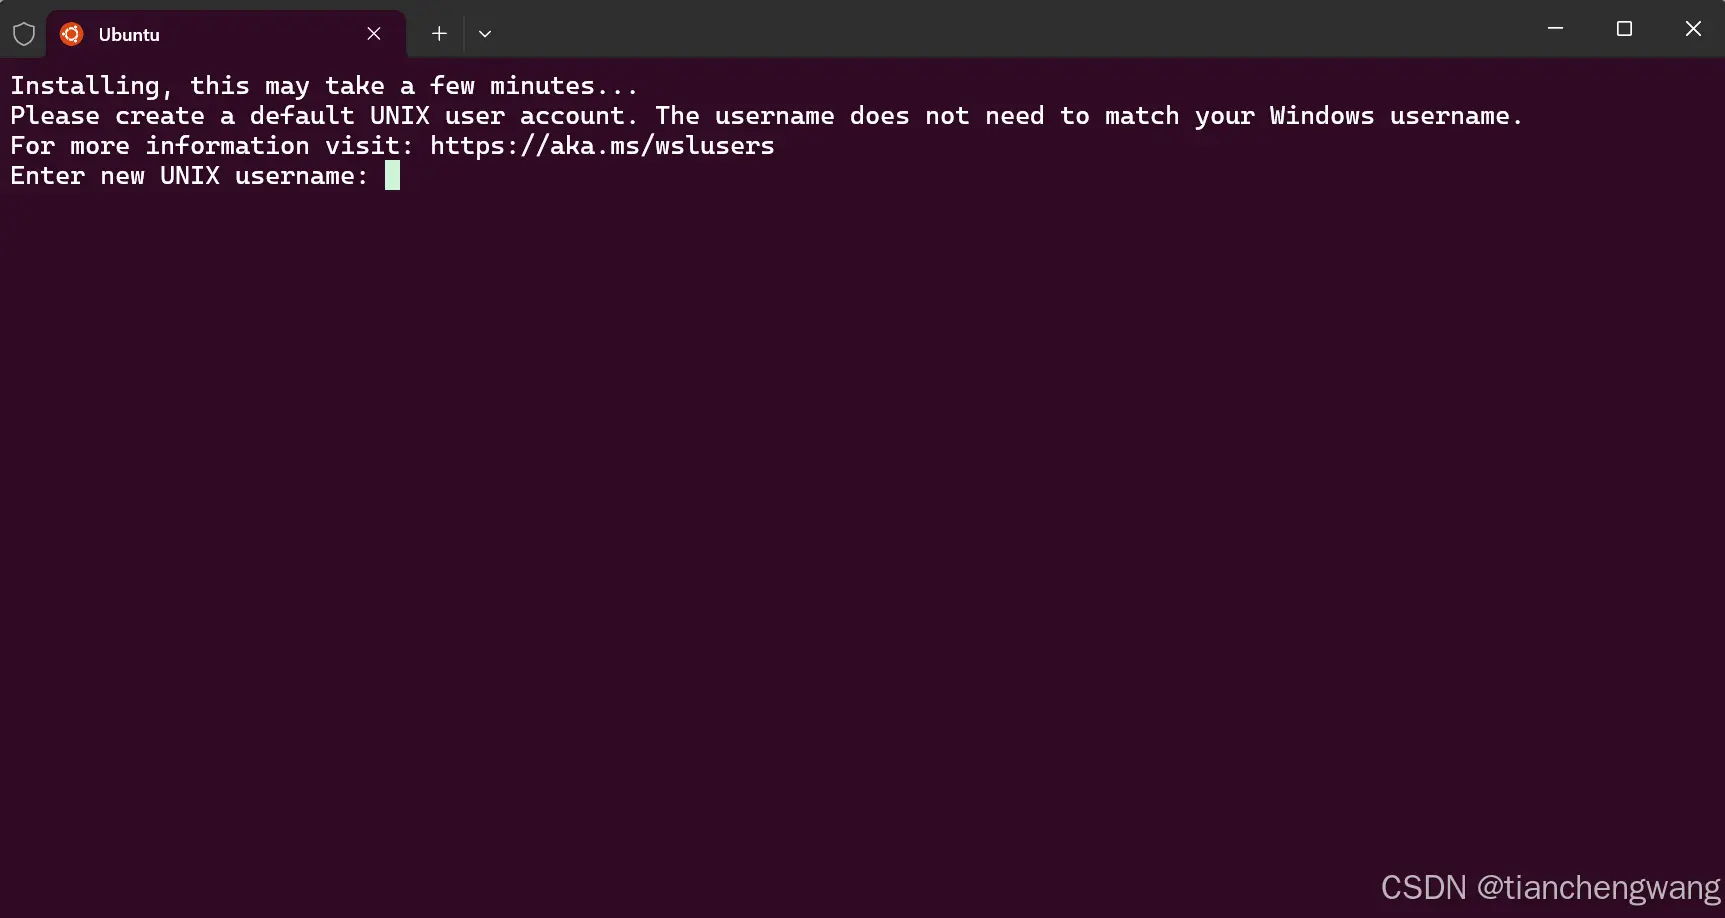 Ubuntu
Installing, this may take a few minutes...
Please create a default UNIX user account. The username does not need to match your Windows username.
For more information visit: https://aka.ms/wslusers
Enter new UNIX username:
CSDN @tianchengwang